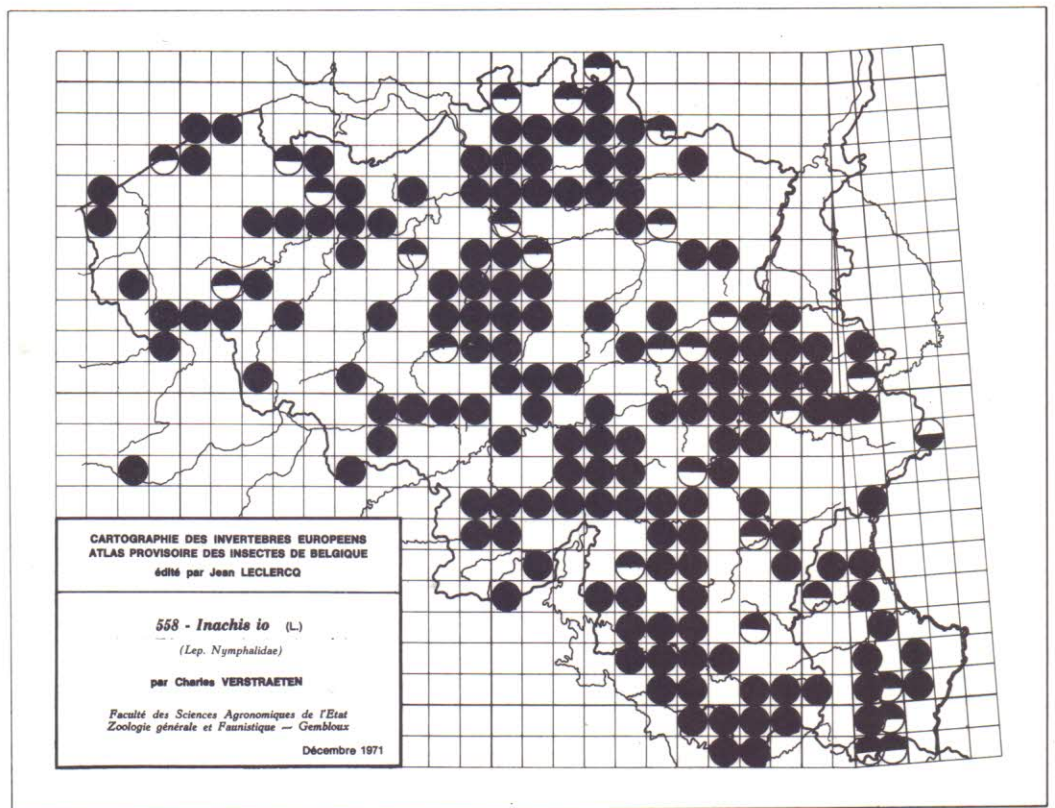 CARTOGRAPHIE DES INVERTEBRES EUROPEENS
ATLAS PROVISOIRE DES INSECTES DE BELGIQUE
édité par Jean LECLERCQ
558 - Inachis io (L.)
(Lep. Nymphalidae)
par Charles VERSTRAETEN
Faculté des Sciences Agronomiques de l'Etat
Zoologie générale et Faunistique — Gembloux
Décembre 1971